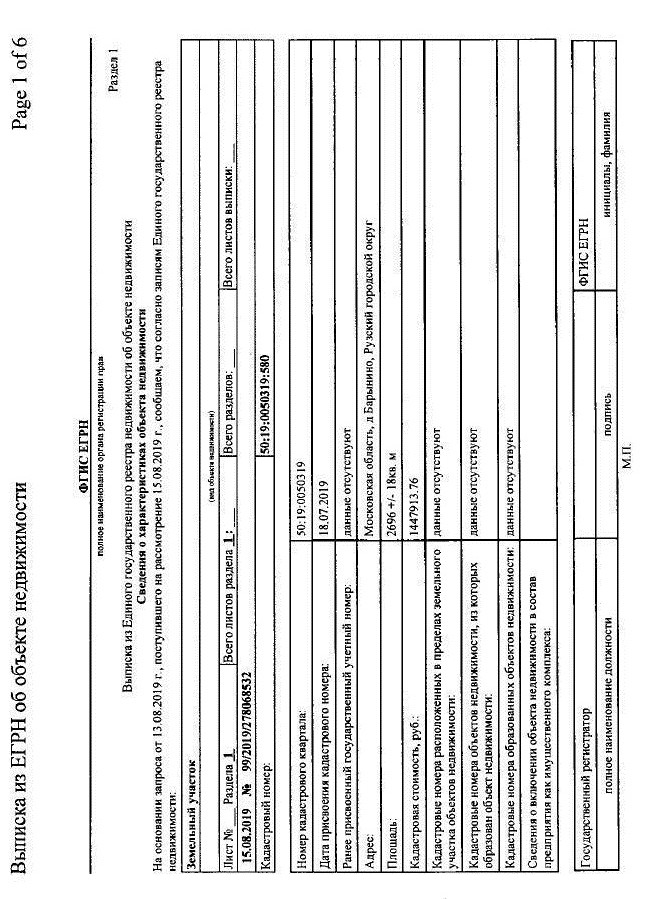 Выписка из ЕГРН об объекте недвижимости
Page 1 of 6
ФГИС ЕГРН
полное наименование органа регистрации прав
Раздел 1
Выписка из Единого государственного реестра недвижимости об объекте недвижимости
Сведения о характеристиках объекта недвижимости
На основании запроса от 13.08.2019 г., поступившего на рассмотрение 15.08.2019 г., сообщаем, что согласно записям Единого государственного реестра
недвижимости:
Земельный участок
(вид объекта недвижимости)
Лист № ___ Раздела 1
Всего листов раздела 1 : ___
Всего разделов: ___
Всего листов выписки: ___
15.08.2019 № 99/2019/278068532
Кадастровый номер:
50:19:0050319:580
Номер кадастрового квартала:
50:19:0050319
Дата присвоения кадастрового номера:
18.07.2019
Ранее присвоенный государственный учетный номер:
данные отсутствуют
Адрес:
Московская область, д Барынино, Рузский городской округ
Площадь:
2696 +/- 18кв. м
Кадастровая стоимость, руб.:
1447913.76
Кадастровые номера расположенных в пределах земельного
участка объектов недвижимости:
данные отсутствуют
Кадастровые номера объектов недвижимости, из которых
образован объект недвижимости:
данные отсутствуют
Кадастровые номера образованных объектов недвижимости:
данные отсутствуют
Сведения о включении объекта недвижимости в состав
предприятия как имущественного комплекса:
Государственный регистратор
ФГИС ЕГРН
полное наименование должности
подпись
инициалы, фамилия
М.П.